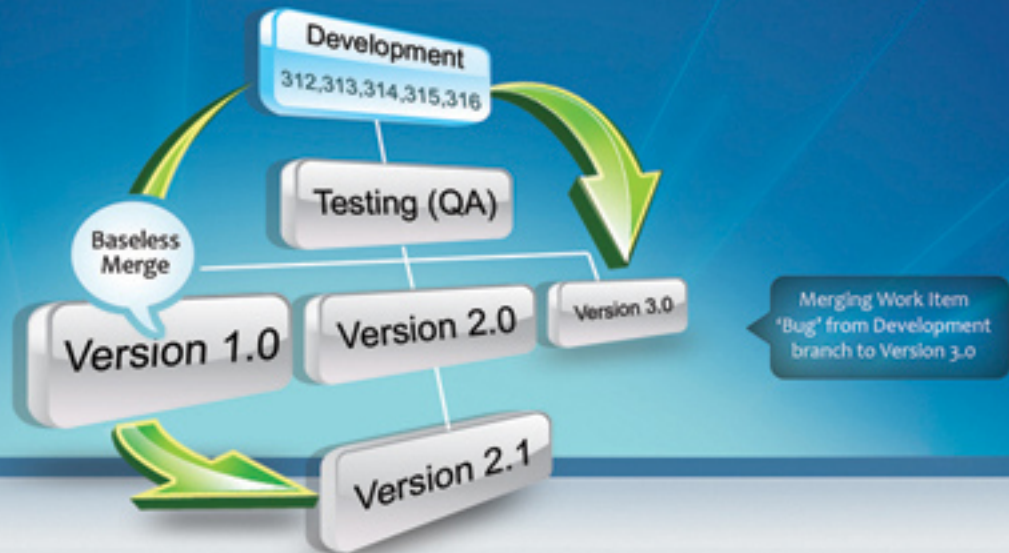 Development
312,313,314,315,316
Testing (QA)
Baseless
Merge
Version 1.0
Version 2.0
Version 3.0
Merging Work Item
'Bug' from Development
branch to Version 3.0
Version 2.1